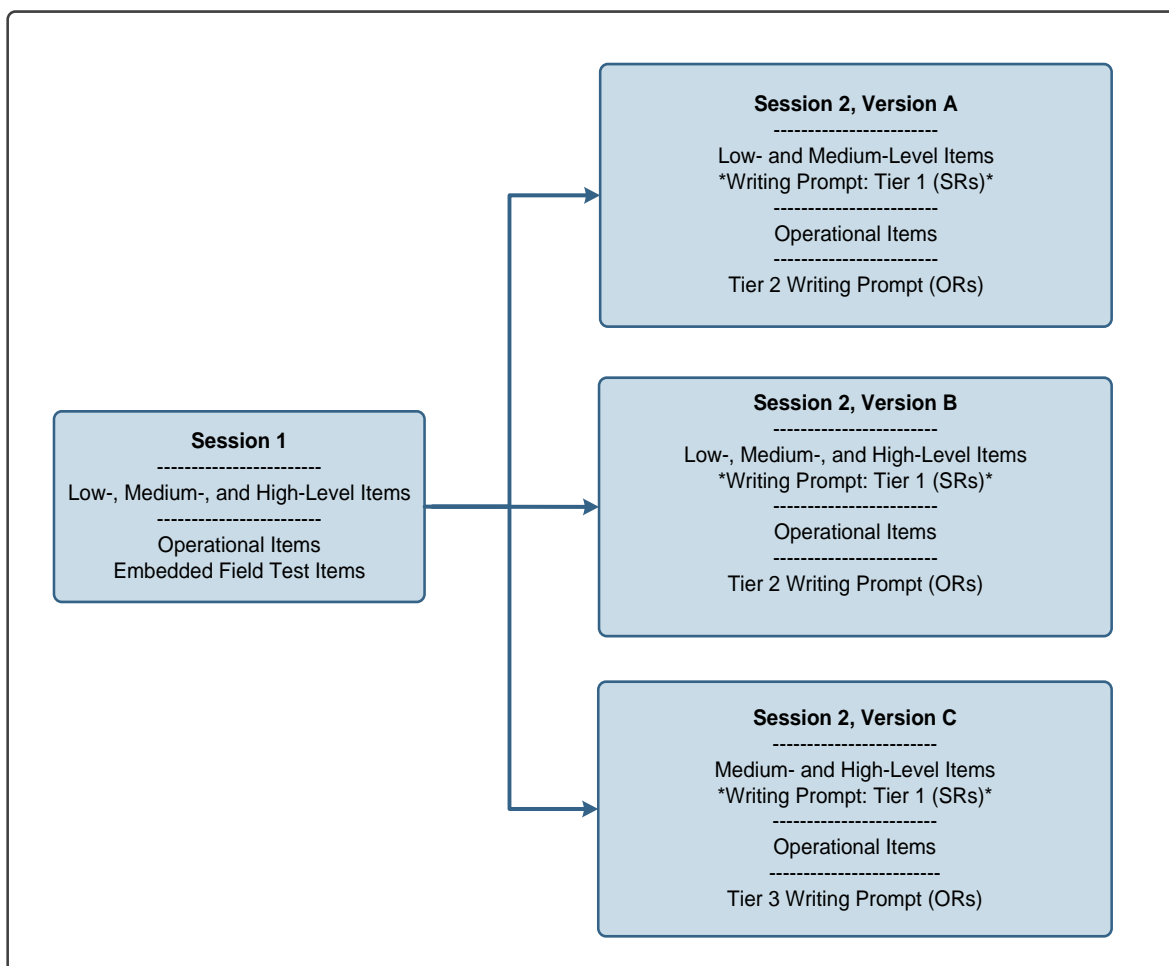 Session 1
------------------------
Low-, Medium-, and High-Level Items
------------------------
Operational Items
Embedded Field Test Items
Session 2, Version A
------------------------
Low- and Medium-Level Items
*Writing Prompt: Tier 1 (SRs)*
------------------------
Operational Items
------------------------
Tier 2 Writing Prompt (ORs)
Session 2, Version B
------------------------
Low-, Medium-, and High-Level Items
*Writing Prompt: Tier 1 (SRs)*
------------------------
Operational Items
------------------------
Tier 2 Writing Prompt (ORs)
Session 2, Version C
------------------------
Medium- and High-Level Items
*Writing Prompt: Tier 1 (SRs)*
------------------------
Operational Items
-------------------------
Tier 3 Writing Prompt (ORs)